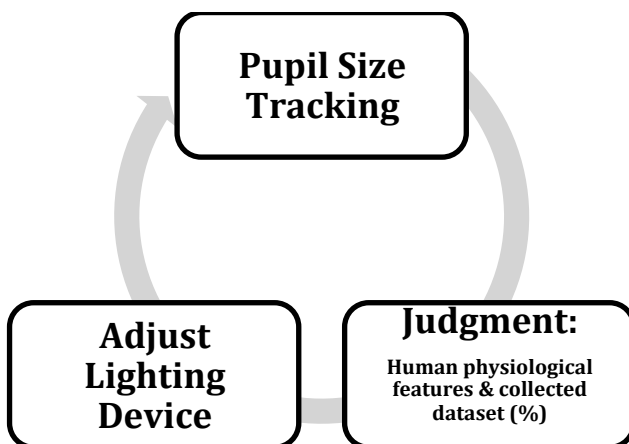 Pupil Size
Tracking
Adjust
Lighting
Device
Judgment:
Human physiological
features & collected
dataset (%)